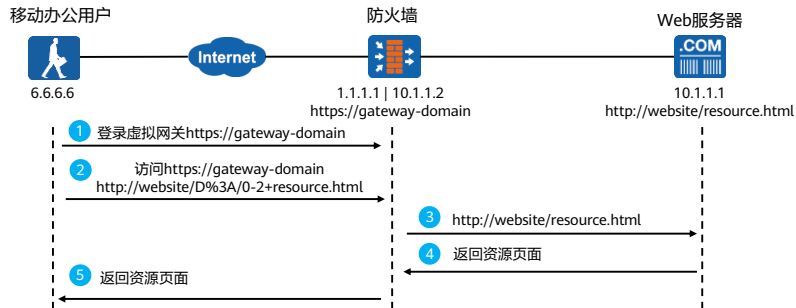 移动办公用户
防火墙
Web服务器
Internet
.COM
6.6.6.6
1.1.1.1 | 10.1.1.2
10.1.1.1
https://gateway-domain
http://website/resource.html
1 登录虚拟网关https://gateway-domain
2 访问https://gateway-domain
http://website/D%3A/0-2+resource.html
3 http://website/resource.html
4 返回资源页面
5 返回资源页面